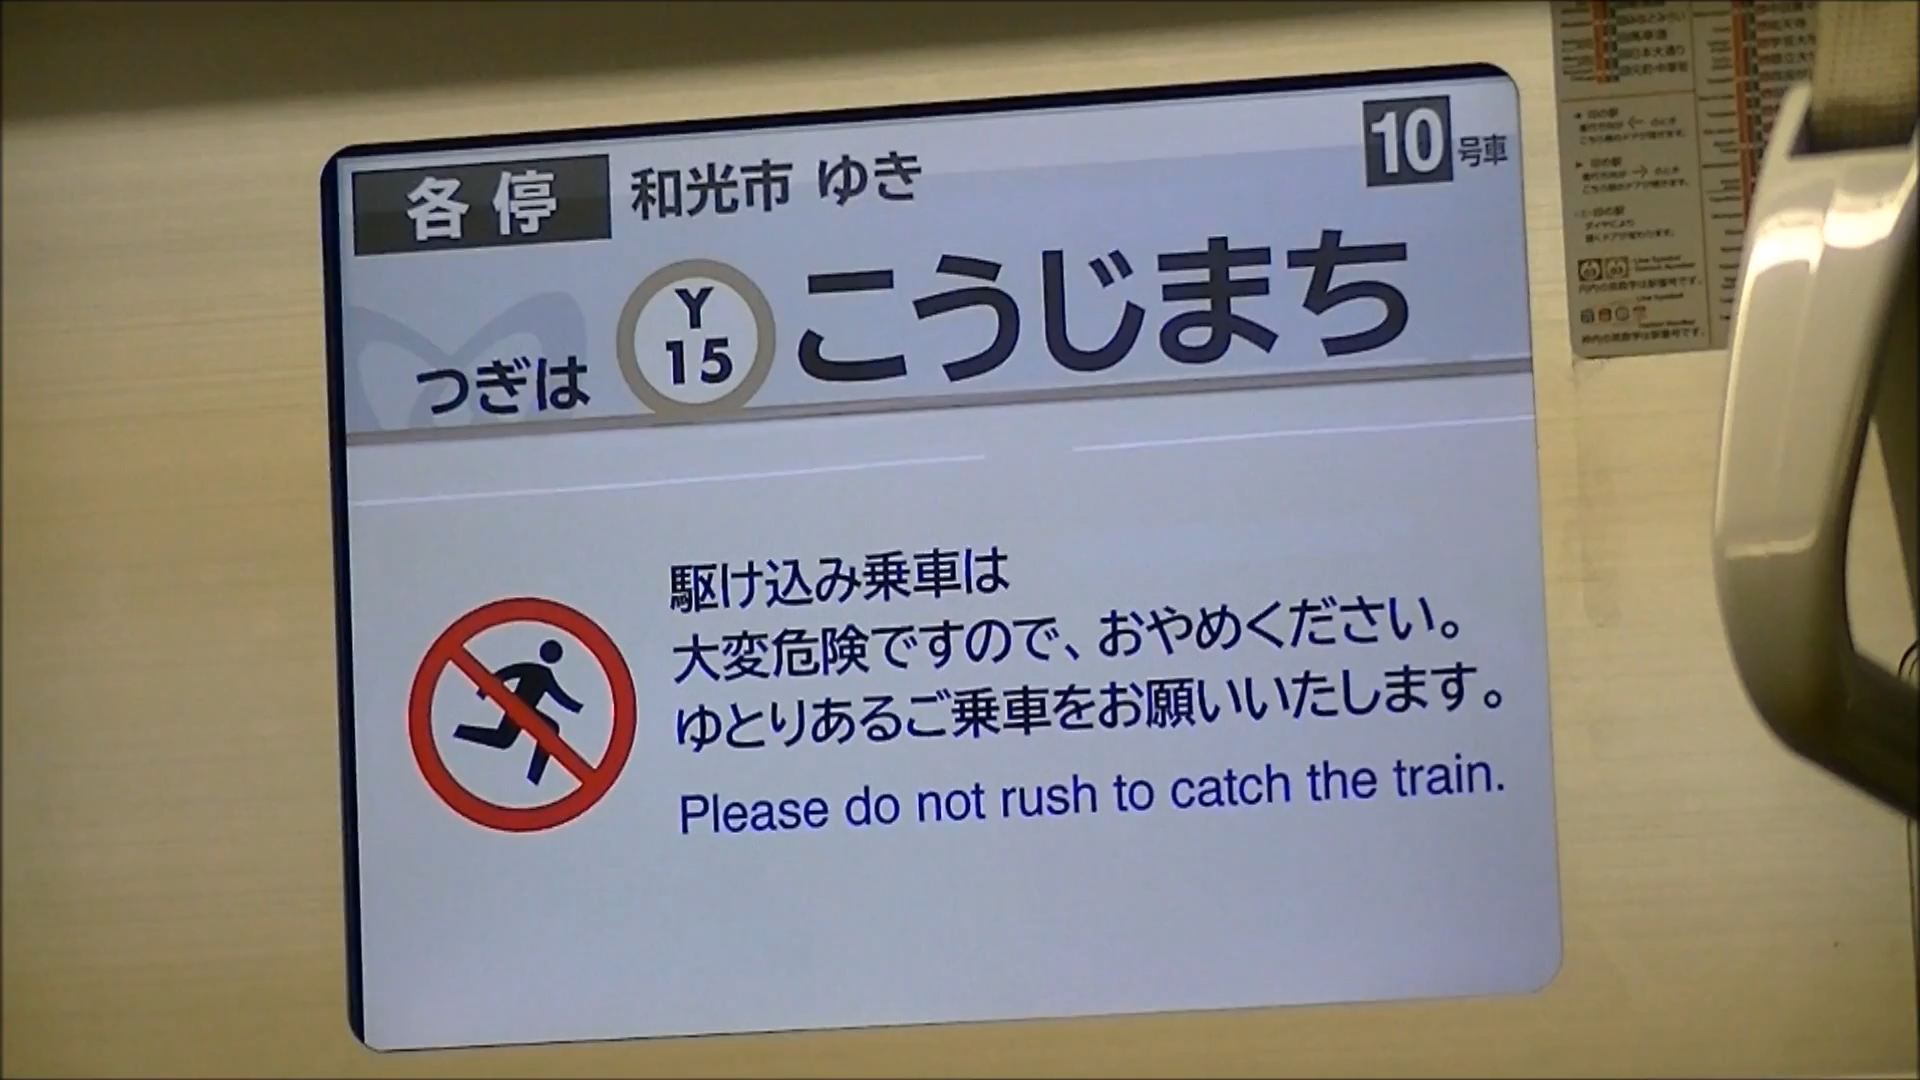 各停 和光市 ゆき 10 号車
つぎは Y 15 こうじまち
駆け込み乗車は
大変危険ですので、おやめください。
ゆとりあるご乗車をお願いいたします。
Please do not rush to catch the train.